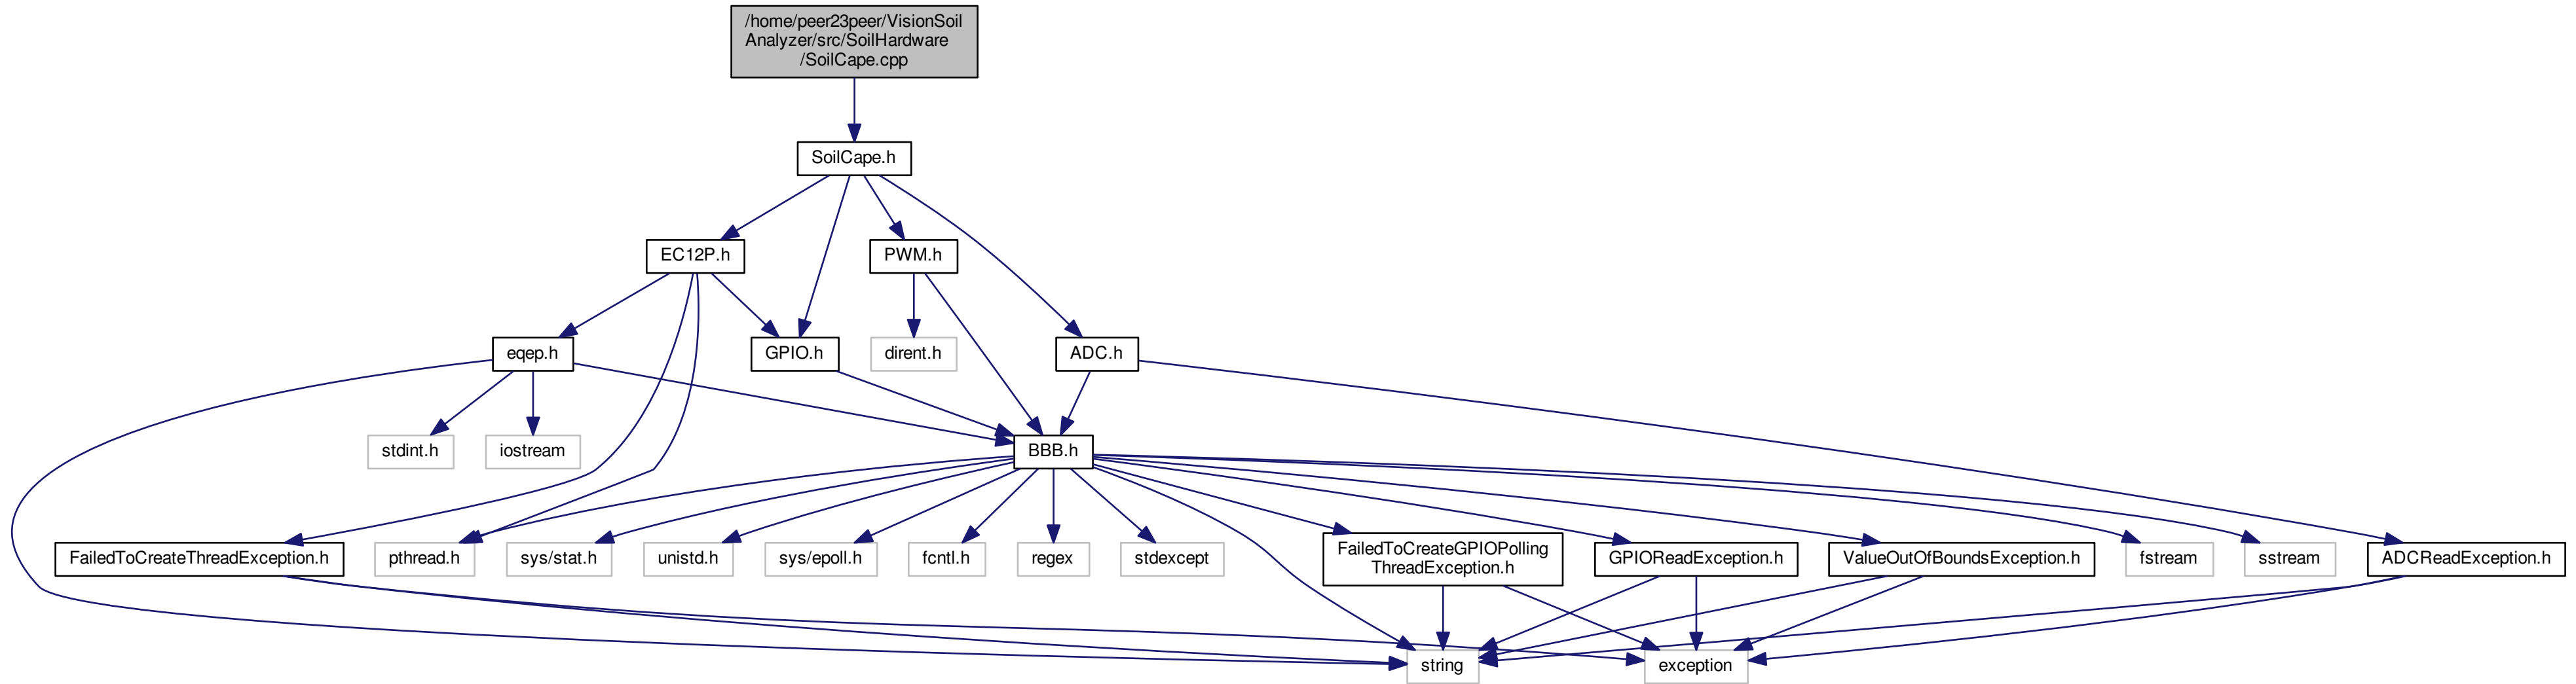 /home/peer23peer/VisionSoil
Analyzer/src/SoilHardware
/SoilCape.cpp
SoilCape.h
EC12P.h
PWM.h
eqep.h
GPIO.h
dirent.h
ADC.h
stdint.h
iostream
BBB.h
FailedToCreateThreadException.h
pthread.h
sys/stat.h
unistd.h
sys/epoll.h
fcntl.h
regex
stdexcept
FailedToCreateGPIOPolling
ThreadException.h
GPIOReadException.h
ValueOutOfBoundsException.h
fstream
sstream
ADCReadException.h
string
exception